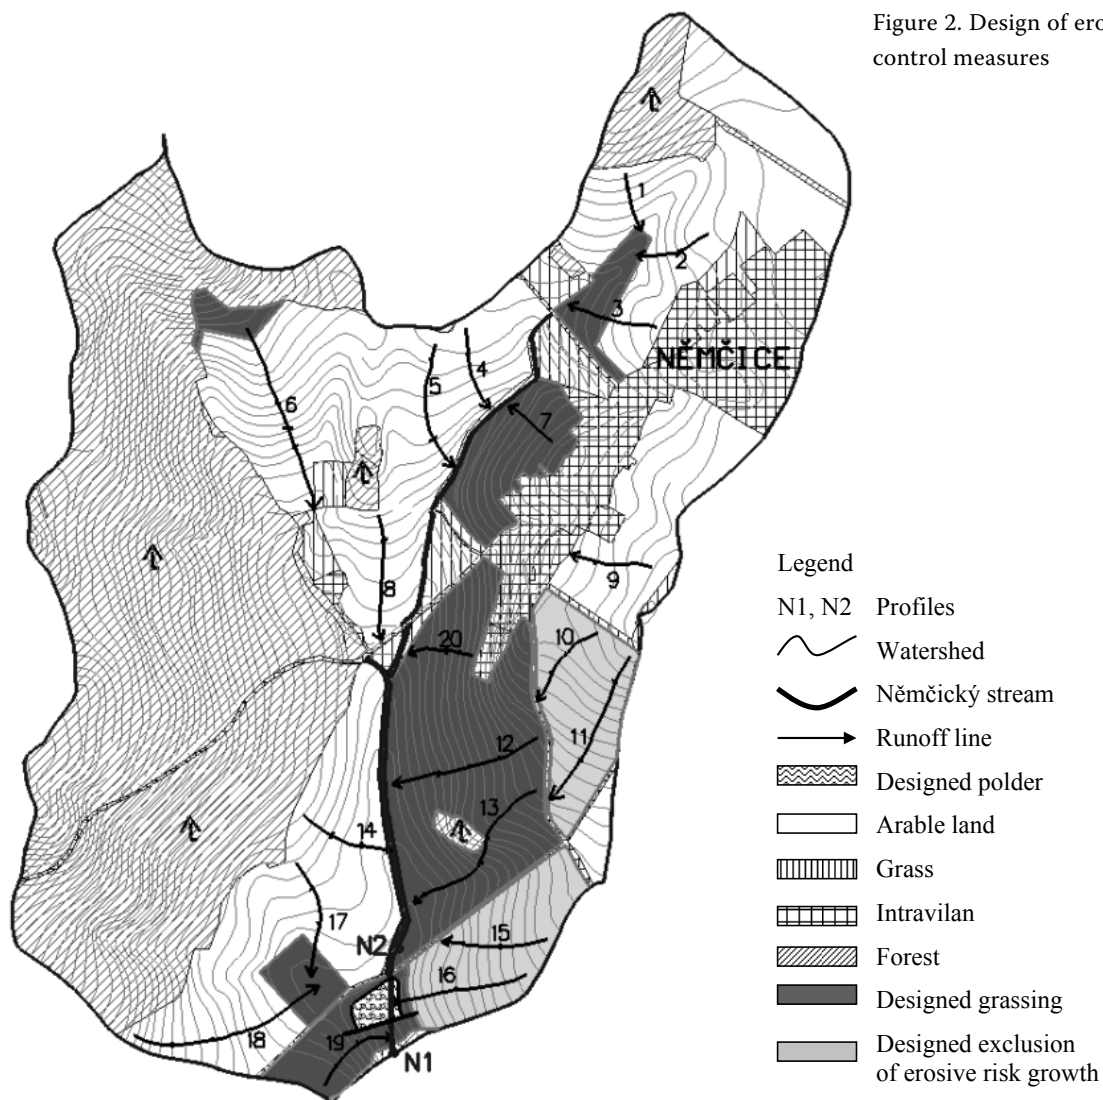 Figure 2. Design of ero
control measures
1
2
3
NĚMČICE
4
5
6
7
8
9
10
20
11
12
13
14
17
N2
15
16
18
19
N1
Legend
N1, N2 Profiles
Watershed
Němčický stream
Runoff line
Designed polder
Arable land
Grass
Intravilan
Forest
Designed grassing
Designed exclusion
of erosive risk growth